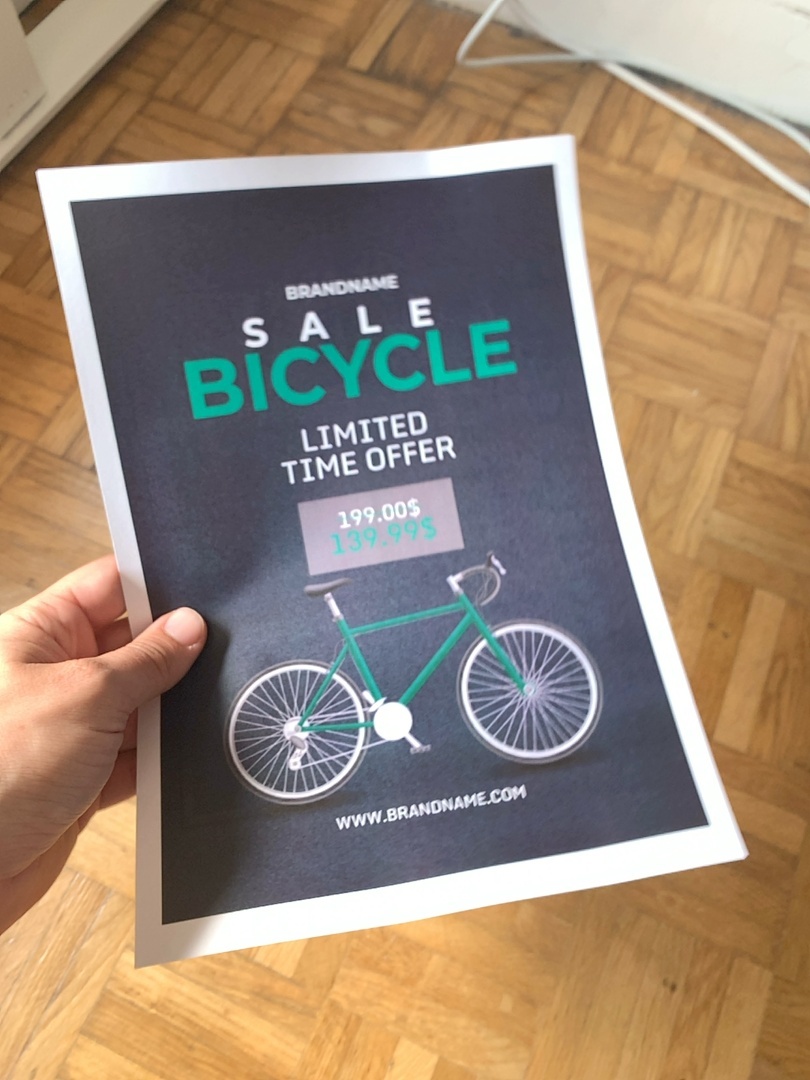 BRANDNAME
SALE
BICYCLE
LIMITED
TIME OFFER
199.00$
139.99$
WWW.BRANDNAME.COM